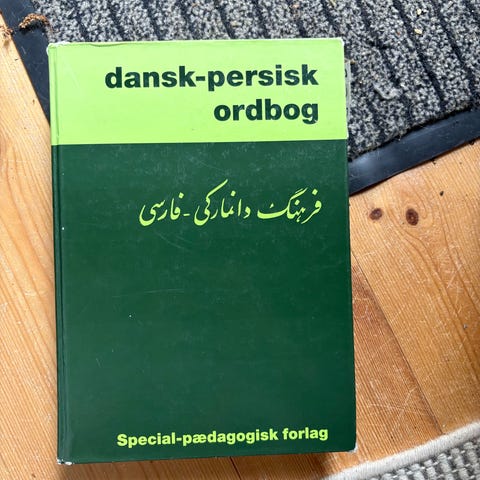 dansk-persisk
ordbog
فرهنگ دانمارکی - فارسی
Special-pædagogisk forlag